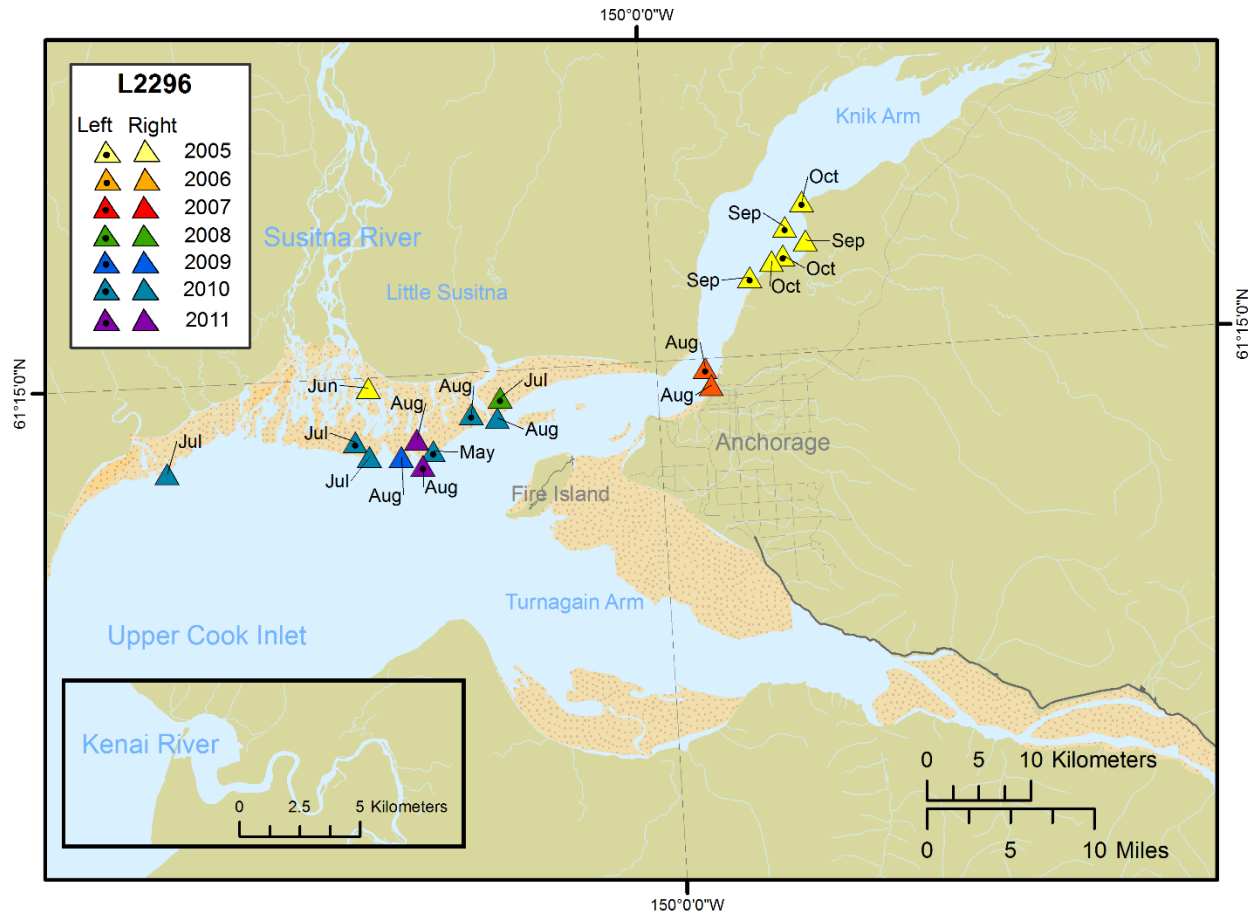 150°0'0"W
L2296
Left Right
2005
2006
2007
2008
2009
2010
2011
Knik Arm
Oct
Sep
Sep
Oct
Sep
Oct
Susitna River
Little Susitna
61°15'0"N
Aug
Aug
61°15'0"N
Jun
Aug
Jul
Aug
Aug
Jul
Jul
May
Jul
Aug
Aug
Anchorage
Fire Island
Turnagain Arm
Upper Cook Inlet
Kenai River
0 2.5 5 Kilometers
0 5 10 Kilometers
0 5 10 Miles
150°0'0"W